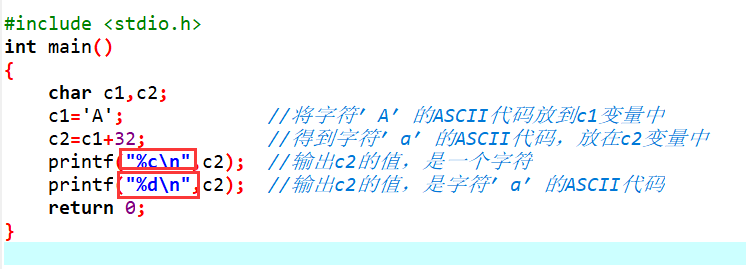 #include <stdio.h>
int main()
{
    char c1,c2;
    c1='A';            //将字符’A’的ASCII代码放到c1变量中
    c2=c1+32;          //得到字符’a’的ASCII代码，放在c2变量中
    printf("%c\n",c2);  //输出c2的值，是一个字符
    printf("%d\n",c2);  //输出c2的值，是字符’a’的ASCII代码
    return 0;
}